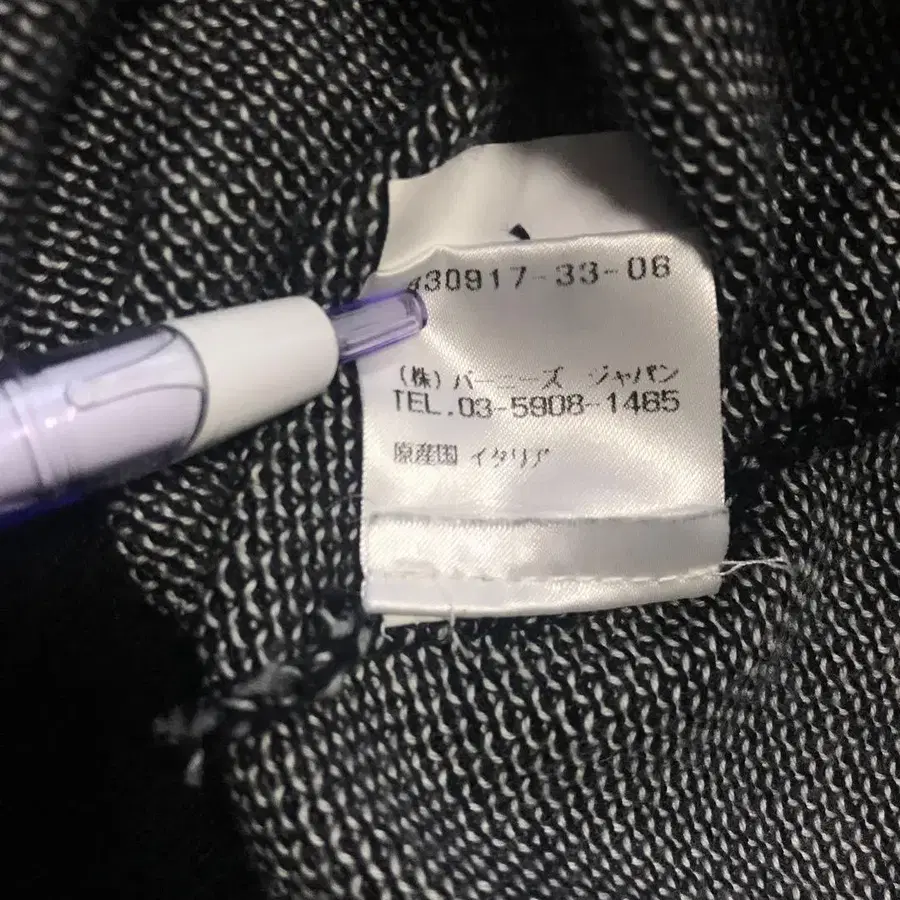 #30917-33-06
(株)バーニーズ ジャパン
TEL.03-5908-1465
原産国 イタリア